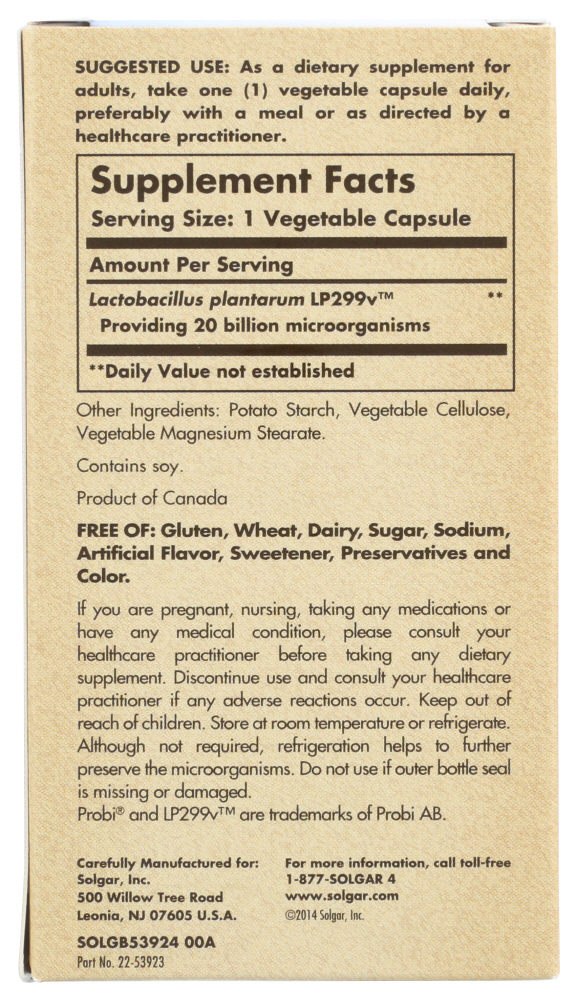 SUGGESTED USE: As a dietary supplement for
adults, take one (1) vegetable capsule daily,
preferably with a meal or as directed by a
healthcare practitioner.
Supplement Facts
Serving Size: 1 Vegetable Capsule
Amount Per Serving
Lactobacillus plantarum LP299v™ **
Providing 20 billion microorganisms
**Daily Value not established
Other Ingredients: Potato Starch, Vegetable Cellulose,
Vegetable Magnesium Stearate.
Contains soy.
Product of Canada
FREE OF: Gluten, Wheat, Dairy, Sugar, Sodium,
Artificial Flavor, Sweetener, Preservatives and
Color.
If you are pregnant, nursing, taking any medications or
have any medical condition, please consult your
healthcare practitioner before taking any dietary
supplement. Discontinue use and consult your healthcare
practitioner if any adverse reactions occur. Keep out of
reach of children. Store at room temperature or refrigerate.
Although not required, refrigeration helps to further
preserve the microorganisms. Do not use if outer bottle seal
is missing or damaged.
Probi® and LP299v™ are trademarks of Probi AB.
Carefully Manufactured for:
Solgar, Inc.
500 Willow Tree Road
Leonia, NJ 07605 U.S.A.
For more information, call toll-free
1-877-SOLGAR 4
www.solgar.com
©2014 Solgar, Inc.
SOLGB53924 00A
Part No. 22-53923